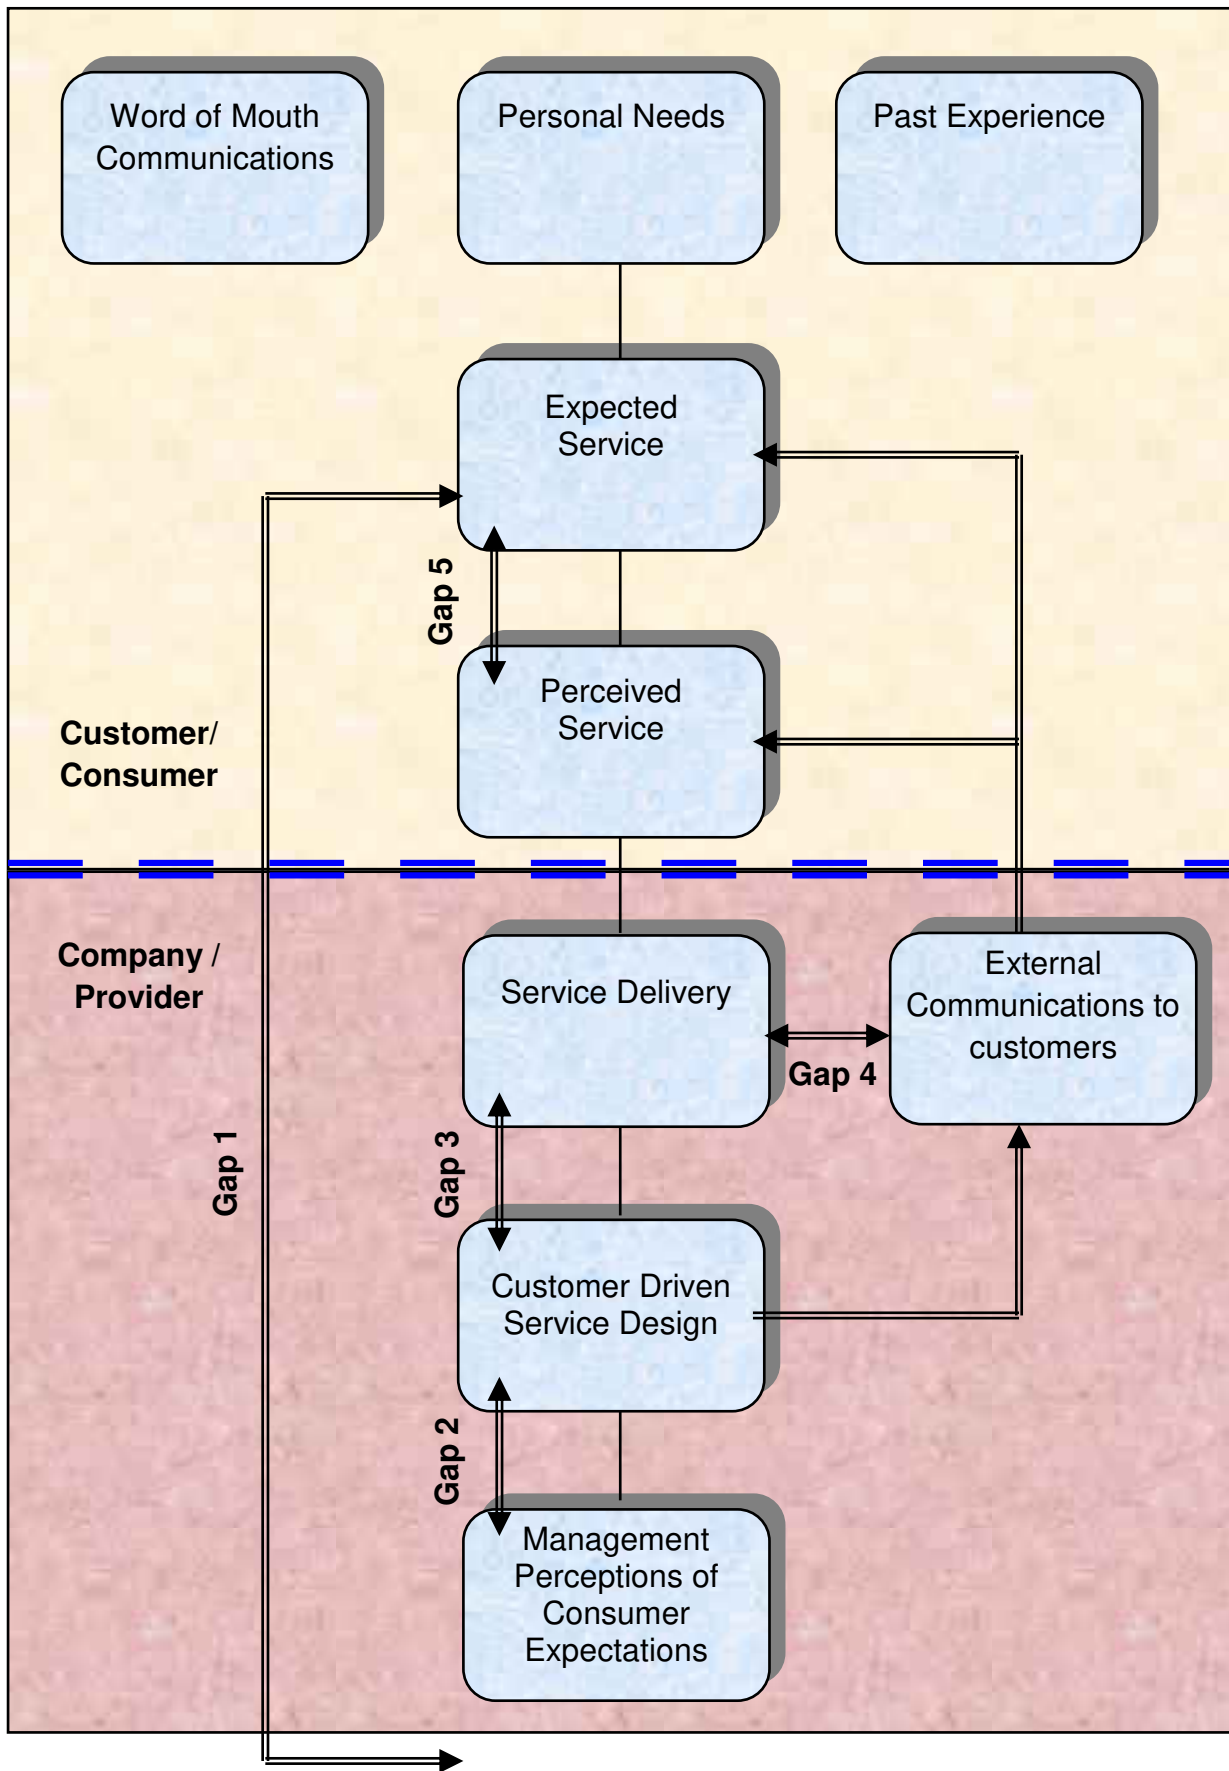 Word of Mouth
Communications
Personal Needs
Past Experience
Expected
Service
Gap 5
Perceived
Service
Customer/
Consumer
Company /
Provider
Service Delivery
External
Communications to
customers
Gap 4
Gap 1
Gap 3
Customer Driven
Service Design
Gap 2
Management
Perceptions of
Consumer
Expectations